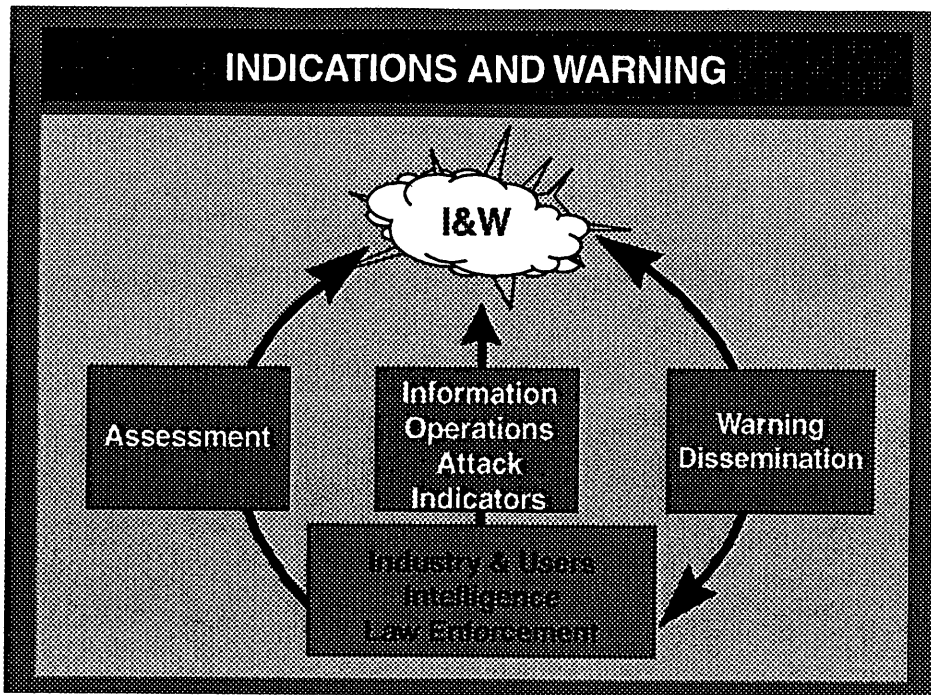 INDICATIONS AND WARNING
I&W
Assessment
Information
Operations
Attack
Indicators
Warning
Dissemination
Industry & Users
Intelligence
Law Enforcement